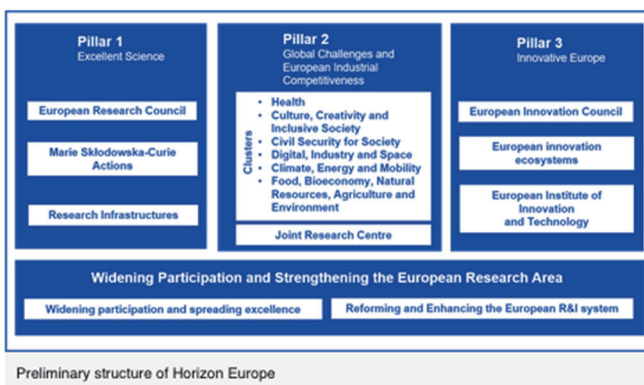 Pillar 1
Excellent Science
European Research Council
Marie Skłodowska-Curie
Actions
Research Infrastructures
Pillar 2
Global Challenges and
European Industrial
Competitiveness
Clusters
• Health
• Culture, Creativity and
Inclusive Society
• Civil Security for Society
• Digital, Industry and Space
• Climate, Energy and Mobility
• Food, Bioeconomy, Natural
Resources, Agriculture and
Environment
Joint Research Centre
Pillar 3
Innovative Europe
European Innovation Council
European innovation
ecosystems
European Institute of
Innovation
and Technology
Widening Participation and Strengthening the European Research Area
Widening participation and spreading excellence
Reforming and Enhancing the European R&I system
Preliminary structure of Horizon Europe